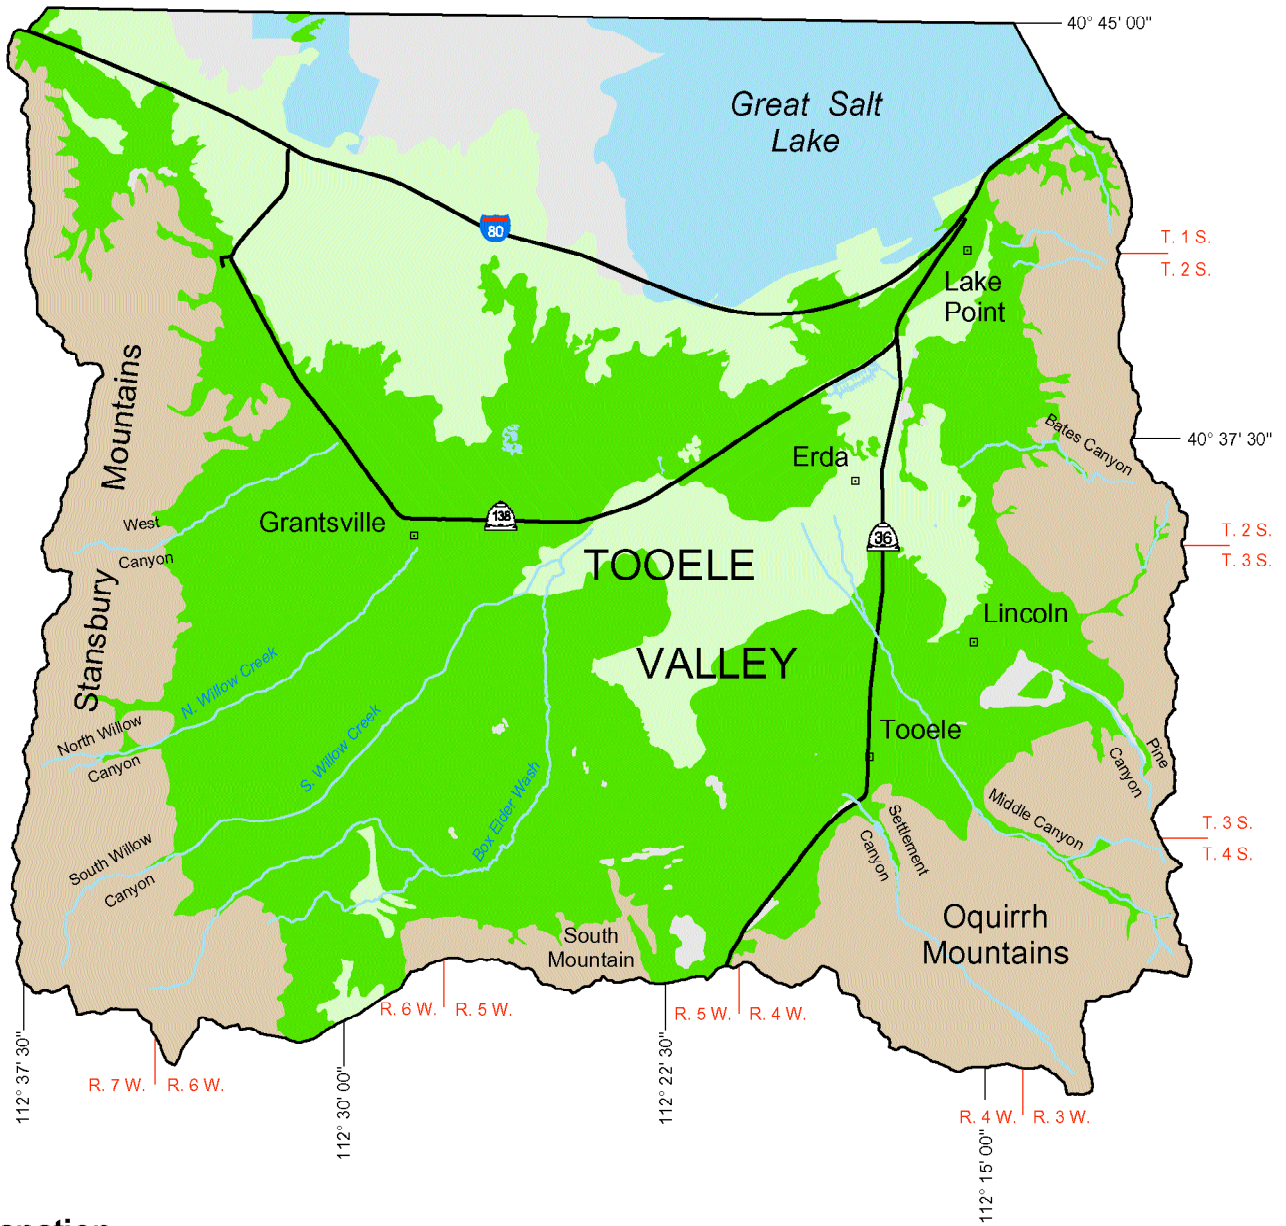 40° 45' 00"
Great Salt
Lake
80
T. 1 S.
T. 2 S.
Lake
Point
Mountains
40° 37' 30"
Bates Canyon
Erda
138
Grantsville
West
Canyon
36
T. 2 S.
T. 3 S.
TOOELE
Stansbury
Lincoln
VALLEY
N. Willow Creek
S. Willow Creek
Tooele
North Willow
Canyon
Pine
Canyon
Box Elder Wash
Middle Canyon
Settlement
Canyon
T. 3 S.
T. 4 S.
South Willow
Canyon
Oquirrh
Mountains
South
Mountain
R. 6 W.
R. 5 W.
R. 5 W.
R. 4 W.
112° 37' 30"
R. 7 W.
R. 6 W.
112° 30' 00"
112° 22' 30"
R. 4 W.
R. 3 W.
112° 15' 00"